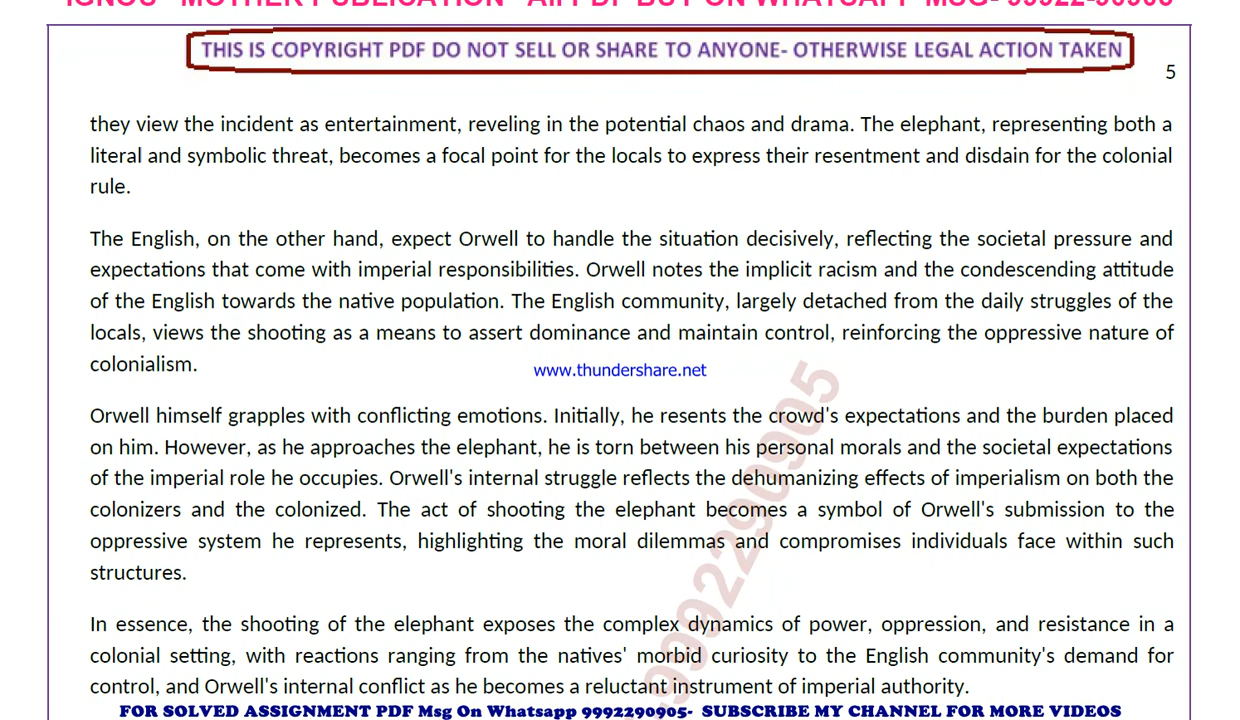 IGNOU "MOTHER PUBLICATION" All PDF BUY ON WHATSAPP MSG- 99922-90905
THIS IS COPYRIGHT PDF DO NOT SELL OR SHARE TO ANYONE- OTHERWISE LEGAL ACTION TAKEN
5
they view the incident as entertainment, reveling in the potential chaos and drama. The elephant, representing both a
literal and symbolic threat, becomes a focal point for the locals to express their resentment and disdain for the colonial
rule.
The English, on the other hand, expect Orwell to handle the situation decisively, reflecting the societal pressure and
expectations that come with imperial responsibilities. Orwell notes the implicit racism and the condescending attitude
of the English towards the native population. The English community, largely detached from the daily struggles of the
locals, views the shooting as a means to assert dominance and maintain control, reinforcing the oppressive nature of
colonialism.
www.thundershare.net
Orwell himself grapples with conflicting emotions. Initially, he resents the crowd's expectations and the burden placed
on him. However, as he approaches the elephant, he is torn between his personal morals and the societal expectations
of the imperial role he occupies. Orwell's internal struggle reflects the dehumanizing effects of imperialism on both the
colonizers and the colonized. The act of shooting the elephant becomes a symbol of Orwell's submission to the
oppressive system he represents, highlighting the moral dilemmas and compromises individuals face within such
structures.
In essence, the shooting of the elephant exposes the complex dynamics of power, oppression, and resistance in a
colonial setting, with reactions ranging from the natives' morbid curiosity to the English community's demand for
control, and Orwell's internal conflict as he becomes a reluctant instrument of imperial authority.
9992290905
FOR SOLVED ASSIGNMENT PDF Msg On Whatsapp 9992290905- SUBSCRIBE MY CHANNEL FOR MORE VIDEOS